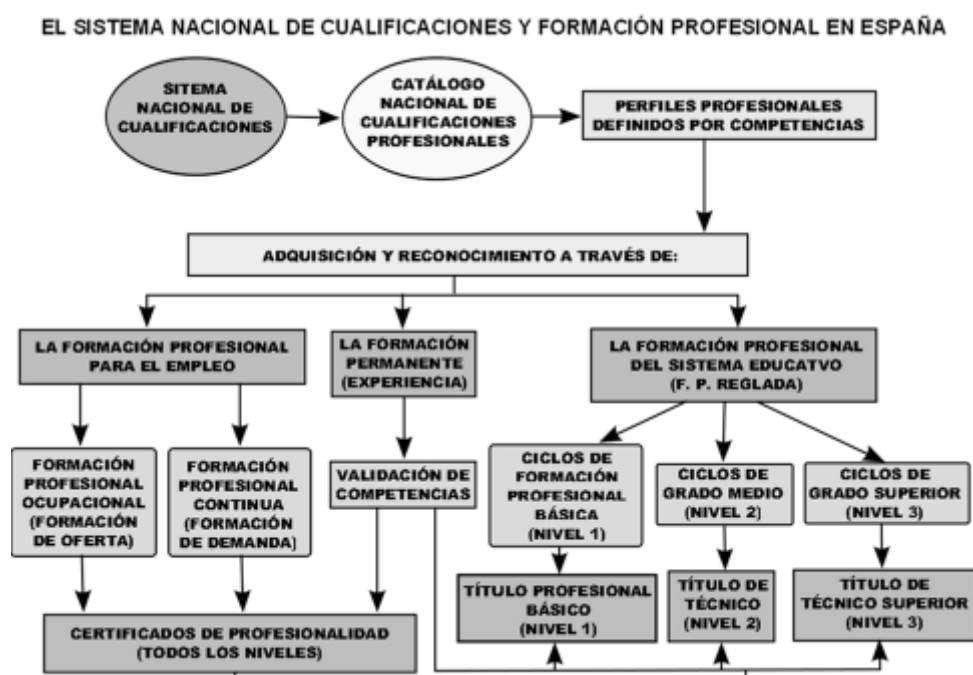 EL SISTEMA NACIONAL DE CUALIFICACIONES Y FORMACIÓN PROFESIONAL EN ESPAÑA
SITEMA
NACIONAL DE
CUALIFICACIONES
CATÁLOGO
NACIONAL DE
CUALIFICACIONES
PROFESIONALES
PERFILES PROFESIONALES
DEFINIDOS POR COMPETENCIAS
ADQUISICIÓN Y RECONOCIMIENTO A TRAVÉS DE:
LA FORMACIÓN PROFESIONAL
PARA EL EMPLEO
LA FORMACIÓN
PERMANENTE
(EXPERIENCIA)
LA FORMACIÓN PROFESIONAL
DEL SISTEMA EDUCATVO
(F. P. REGLADA)
FORMACIÓN
PROFESIONAL
OCUPACIONAL
(FORMACIÓN
DE OFERTA)
FORMACIÓN
PROFESIONAL
CONTINUA
(FORMACIÓN
DE DEMANDA)
VALIDACIÓN DE
COMPETENCIAS
CICLOS DE
FORMACIÓN
PROFESIONAL
BÁSICA
(NIVEL 1)
CICLOS DE
GRADO MEDIO
(NIVEL 2)
CICLOS DE
GRADO SUPERIOR
(NIVEL 3)
CERTIFICADOS DE PROFESIONALIDAD
(TODOS LOS NIVELES)
TÍTULO PROFESIONAL
BÁSICO
(NIVEL 1)
TÍTULO DE
TÉCNICO
(NIVEL 2)
TÍTULO DE
TÉCNICO SUPERIOR
(NIVEL 3)